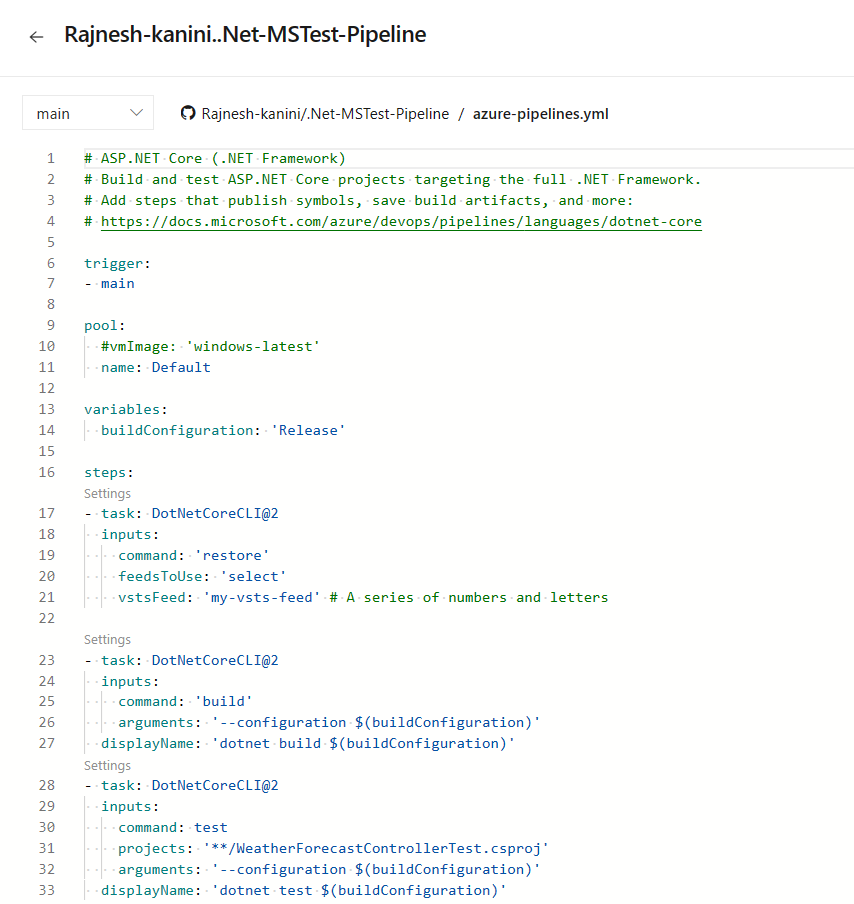 Rajnesh-kanini..Net-MSTest-Pipeline
main
Rajnesh-kanini/.Net-MSTest-Pipeline / azure-pipelines.yml
1 # ASP.NET Core (.NET Framework)
2 # Build and test ASP.NET Core projects targeting the full .NET Framework.
3 # Add steps that publish symbols, save build artifacts, and more:
4 # https://docs.microsoft.com/azure/devops/pipelines/languages/dotnet-core
5
6 trigger:
7 - main
8
9 pool:
10   #vmImage: 'windows-latest'
11   name: Default
12
13 variables:
14   buildConfiguration: 'Release'
15
16 steps:
Settings
17 - task: DotNetCoreCLI@2
18   inputs:
19     command: 'restore'
20     feedsToUse: 'select'
21     vstsFeed: 'my-vsts-feed' # A series of numbers and letters
22
Settings
23 - task: DotNetCoreCLI@2
24   inputs:
25     command: 'build'
26     arguments: '--configuration $(buildConfiguration)'
27   displayName: 'dotnet build $(buildConfiguration)'
Settings
28 - task: DotNetCoreCLI@2
29   inputs:
30     command: test
31     projects: '**/WeatherForecastControllerTest.csproj'
32     arguments: '--configuration $(buildConfiguration)'
33   displayName: 'dotnet test $(buildConfiguration)'